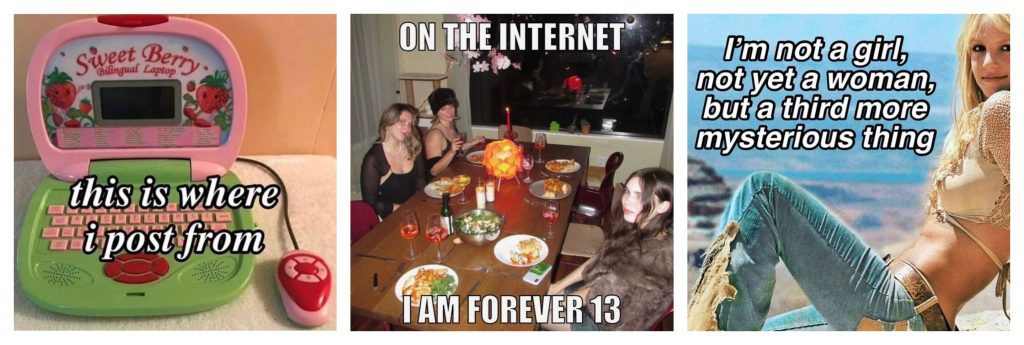 Sweet Berry
Bilingual Laptop
this is where
i post from
ON THE INTERNET
I AM FOREVER 13
I'm not a girl,
not yet a woman,
but a third more
mysterious thing